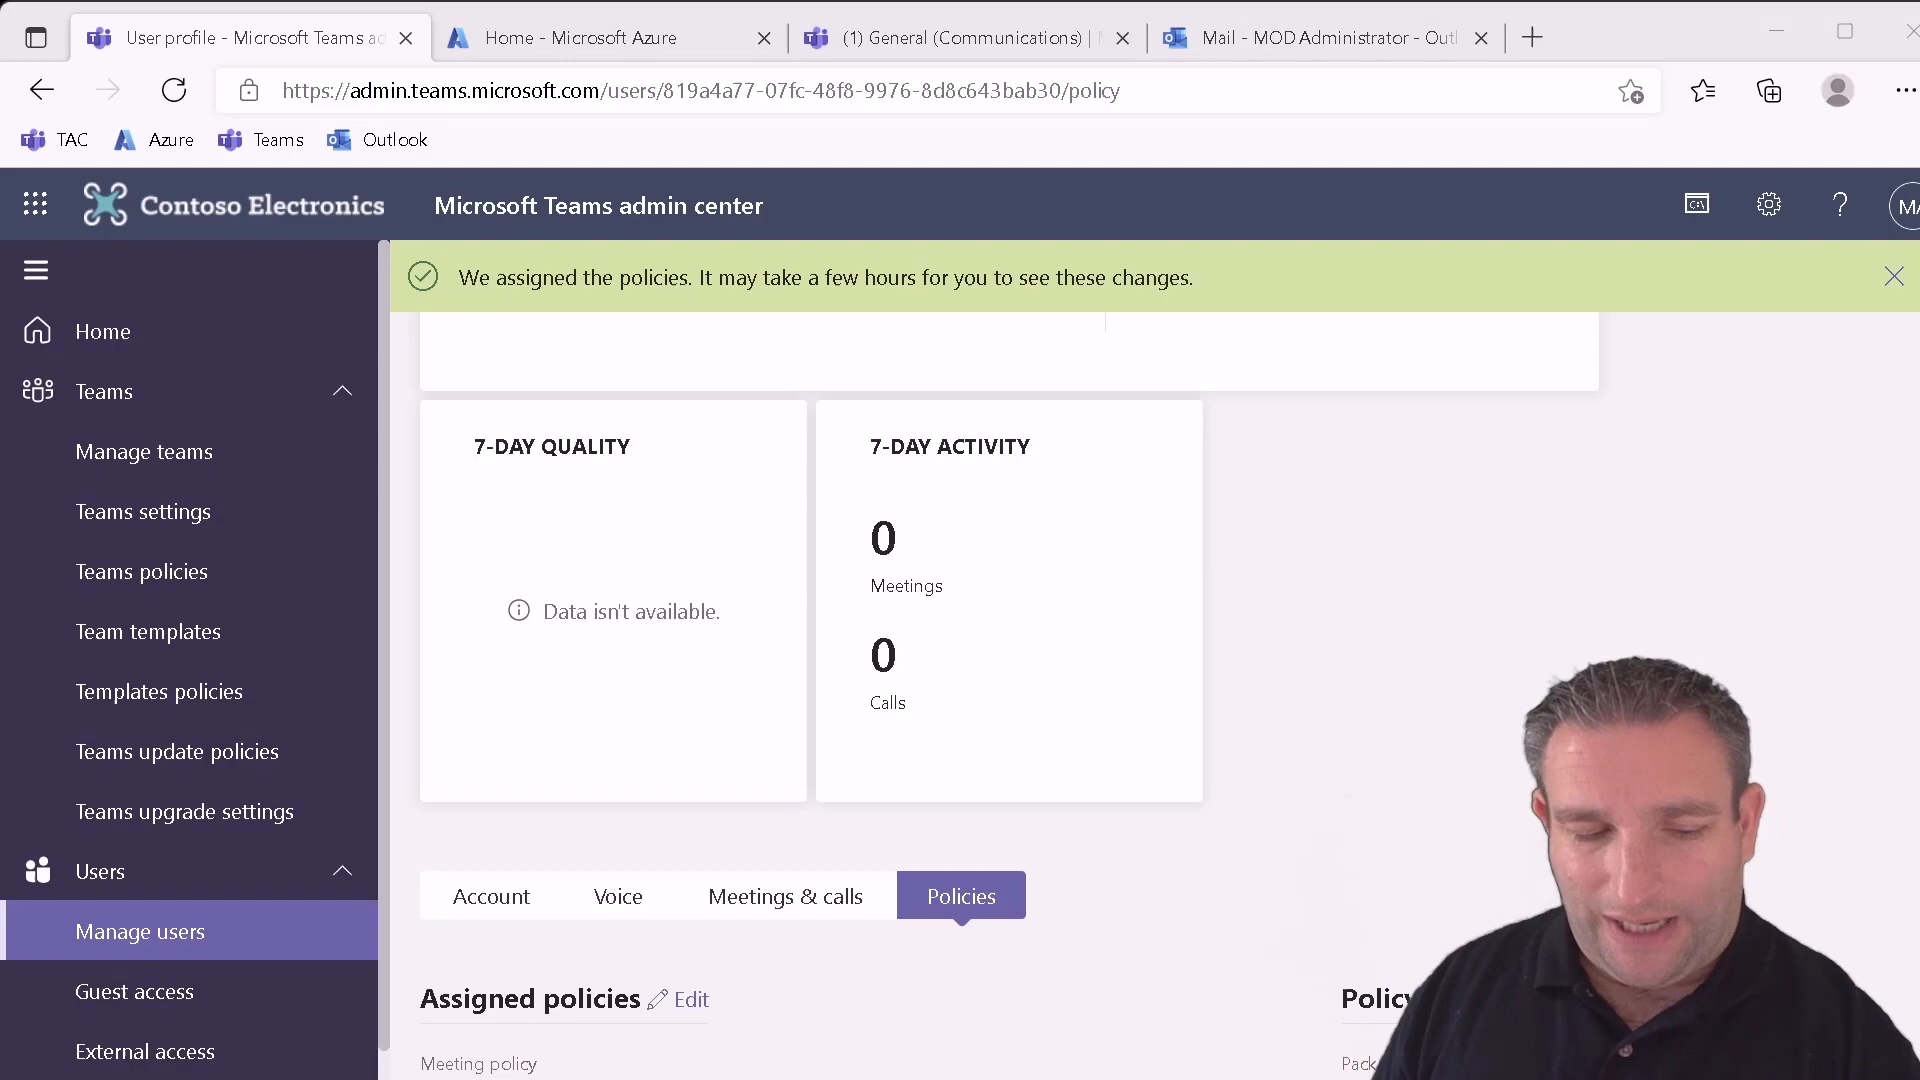 User profile - Microsoft Teams ad
Home - Microsoft Azure
(1) General (Communications) |
Mail - MOD Administrator - Outl
https://admin.teams.microsoft.com/users/819a4a77-07fc-48f8-9976-8d8c643bab30/policy
TAC
Azure
Teams
Outlook
Contoso Electronics
Microsoft Teams admin center
MA
We assigned the policies. It may take a few hours for you to see these changes.
Home
Teams
Manage teams
Teams settings
Teams policies
Team templates
Templates policies
Teams update policies
Teams upgrade settings
Users
Manage users
Guest access
External access
7-DAY QUALITY
Data isn't available.
7-DAY ACTIVITY
0
Meetings
0
Calls
Account
Voice
Meetings & calls
Policies
Assigned policies
Edit
Meeting policy
Policy
Pack